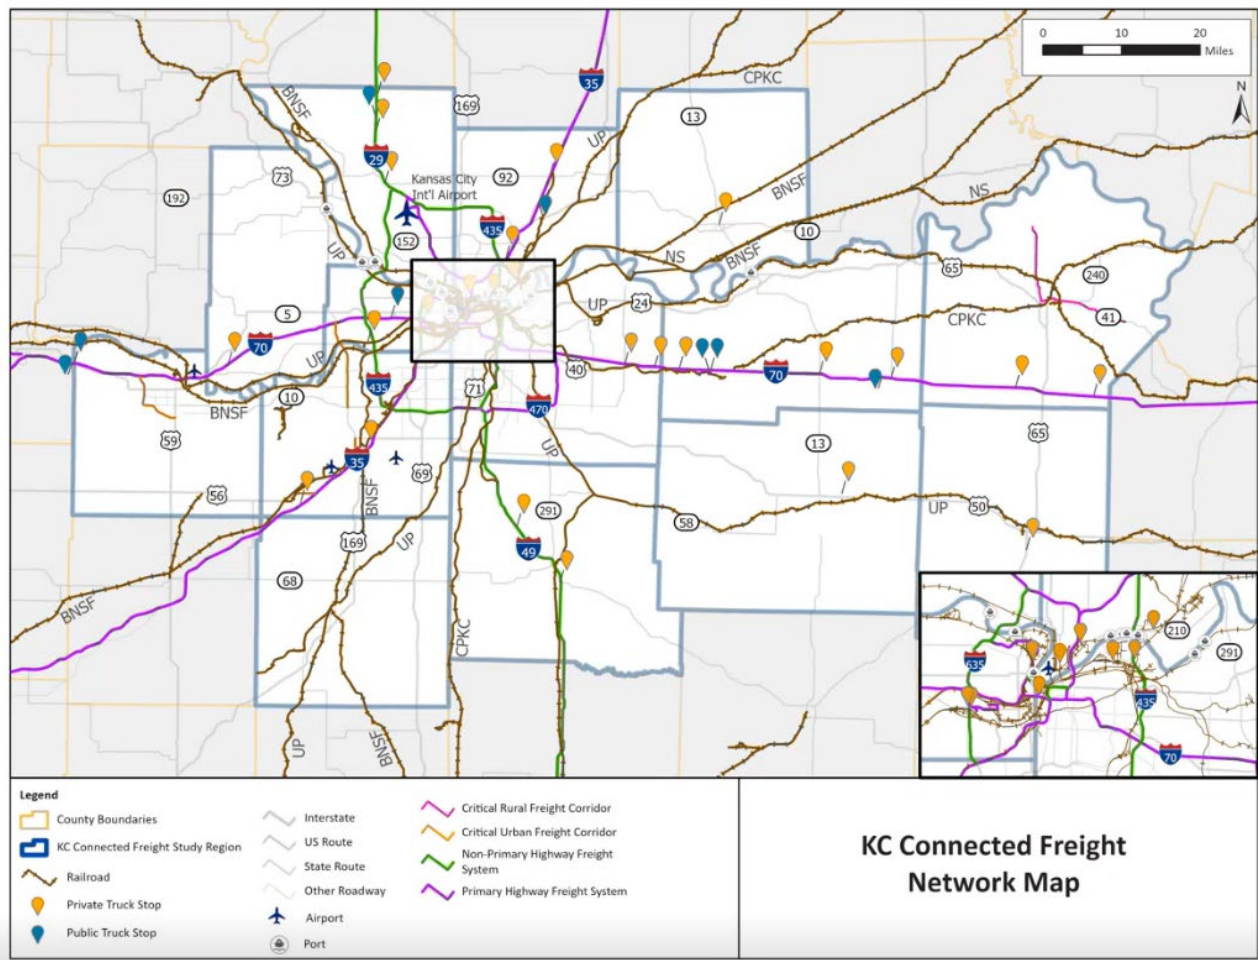 0 10 20
Miles
N
CPKC
35
BNSF
169
13
UP
29
Kansas City
Int'l Airport
92
73
192
BNSF
NS
435
10
152
UP
NS
BNSF
65
240
5
UP
24
CPKC
41
70
UP
40
70
435
71
10
BNSF
470
59
13
65
UP
35
69
56
BNSF
291
UP
50
58
169
UP
49
68
BNSF
CPKC
UP
BNSF
210
635
291
435
70
Legend
County Boundaries
KC Connected Freight Study Region
Railroad
Private Truck Stop
Public Truck Stop
Interstate
US Route
State Route
Other Roadway
Airport
Port
Critical Rural Freight Corridor
Critical Urban Freight Corridor
Non-Primary Highway Freight
System
Primary Highway Freight System
KC Connected Freight
Network Map